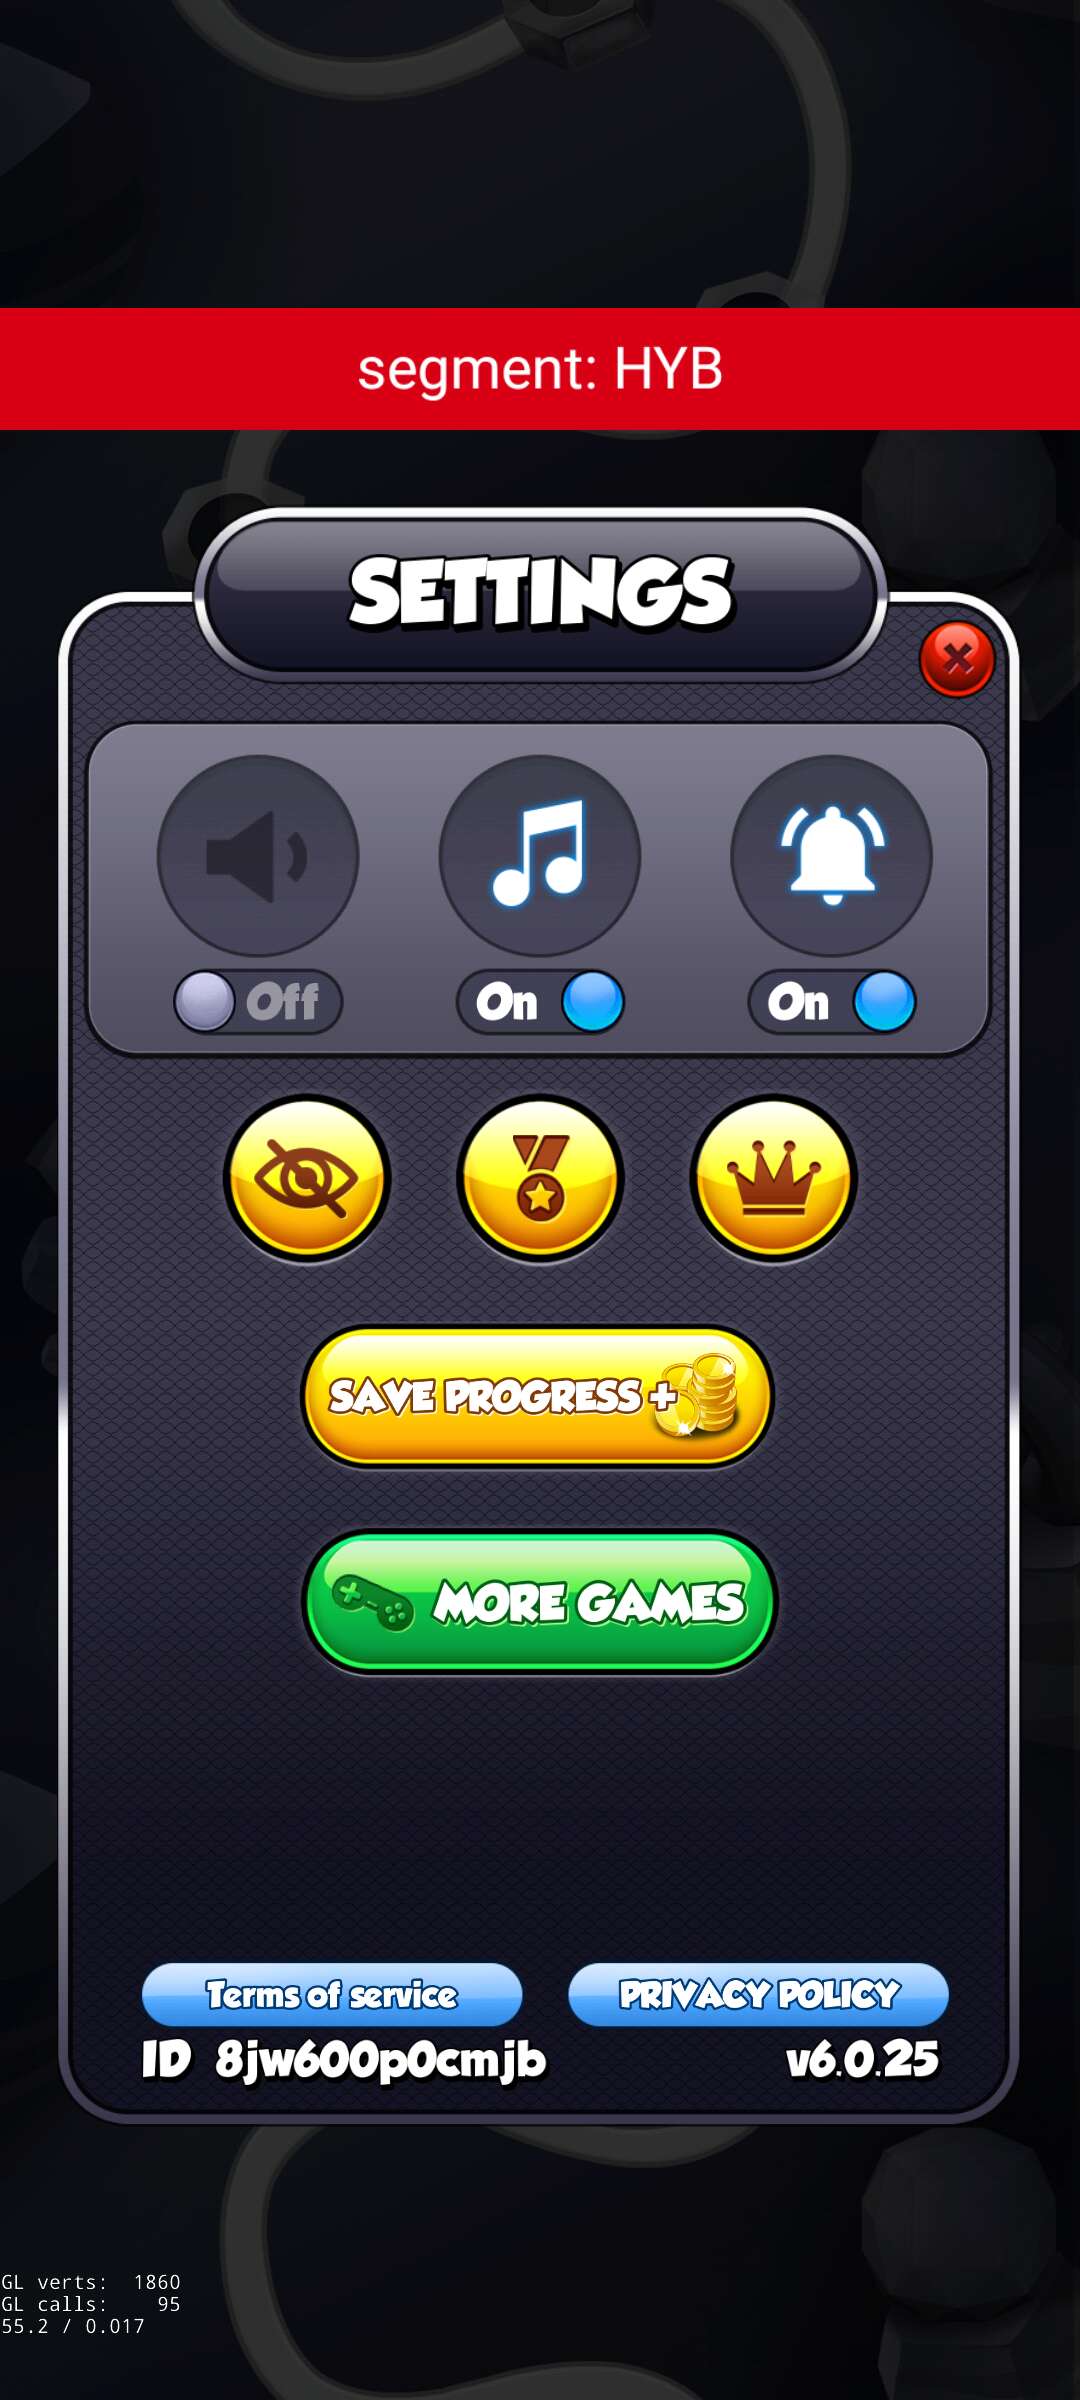 segment: HYB
SETTINGS
Off
On
On
SAVE PROGRESS +
MORE GAMES
Terms of service
PRIVACY POLICY
ID 8jw600p0cmjb
v6.0.25
GL verts: 1860
GL calls: 95
55.2 / 0.017